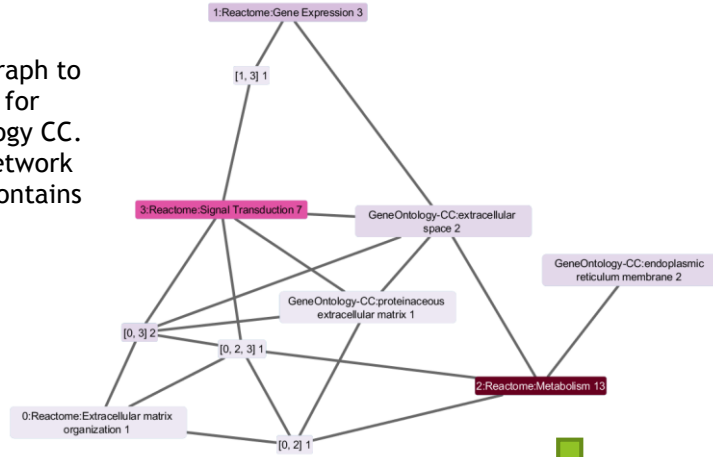 1:Reactome:Gene Expression 3
raph to
for
ogy CC.
etwork
ontains
[1, 3] 1
3:Reactome:Signal Transduction 7
GeneOntology-CC:extracellular
space 2
GeneOntology-CC:endoplasmic
reticulum membrane 2
GeneOntology-CC:proteinaceous
extracellular matrix 1
[0, 3] 2
[0, 2, 3] 1
2:Reactome:Metabolism 13
0:Reactome:Extracellular matrix
organization 1
[0, 2] 1